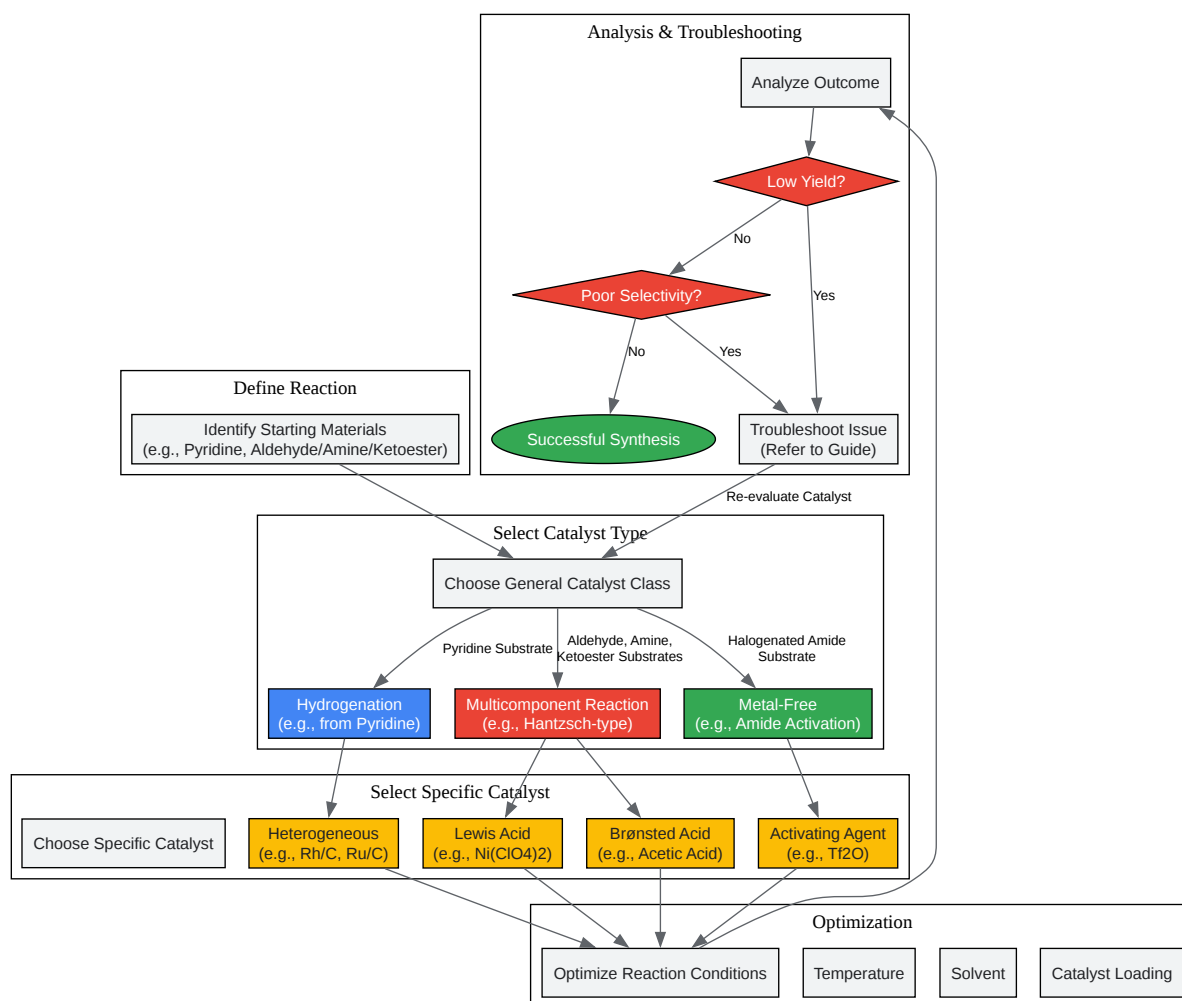 Analysis & Troubleshooting
Analyze Outcome
Low Yield?
No
Poor Selectivity?
Yes
No
Yes
Define Reaction
Identify Starting Materials
(e.g., Pyridine, Aldehyde/Amine/Ketoester)
Successful Synthesis
Troubleshoot Issue
(Refer to Guide)
Re-evaluate Catalyst
Select Catalyst Type
Choose General Catalyst Class
Pyridine Substrate
Aldehyde, Amine,
Ketoester Substrates
Halogenated Amide
Substrate
Hydrogenation
(e.g., from Pyridine)
Multicomponent Reaction
(e.g., Hantzsch-type)
Metal-Free
(e.g., Amide Activation)
Select Specific Catalyst
Choose Specific Catalyst
Heterogeneous
(e.g., Rh/C, Ru/C)
Lewis Acid
(e.g., Ni(ClO4)2)
Brønsted Acid
(e.g., Acetic Acid)
Activating Agent
(e.g., Tf2O)
Optimization
Optimize Reaction Conditions
Temperature
Solvent
Catalyst Loading